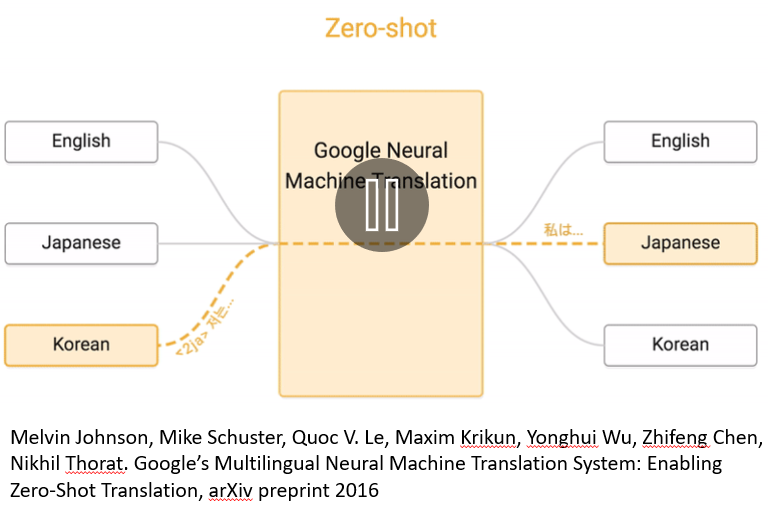 Zero-shot
Google Neural
Machine Translation
English
Japanese
Korean
<2ja> 저는...
私は...
English
Japanese
Korean
Melvin Johnson, Mike Schuster, Quoc V. Le, Maxim Krikun, Yonghui Wu, Zhifeng Chen,
Nikhil Thorat. Google’s Multilingual Neural Machine Translation System: Enabling
Zero-Shot Translation, arXiv preprint 2016